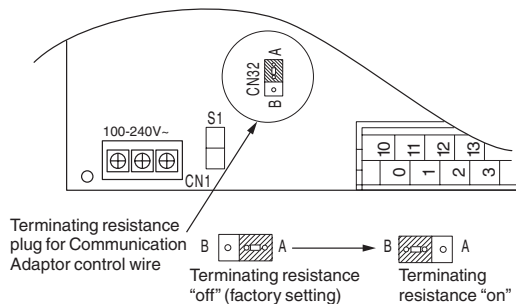 A
CN32
B
S1
100-240V~
CN1
10 11 12 13
0 1 2 3
Terminating resistance
plug for Communication
Adaptor control wire
B A
B A
Terminating resistance
"off" (factory setting)
Terminating
resistance "on"